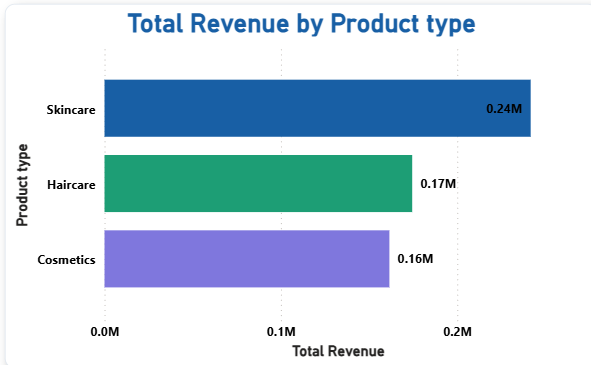 Total Revenue by Product type
Product type
Skincare
0.24M
Haircare
0.17M
Cosmetics
0.16M
0.0M 0.1M 0.2M
Total Revenue